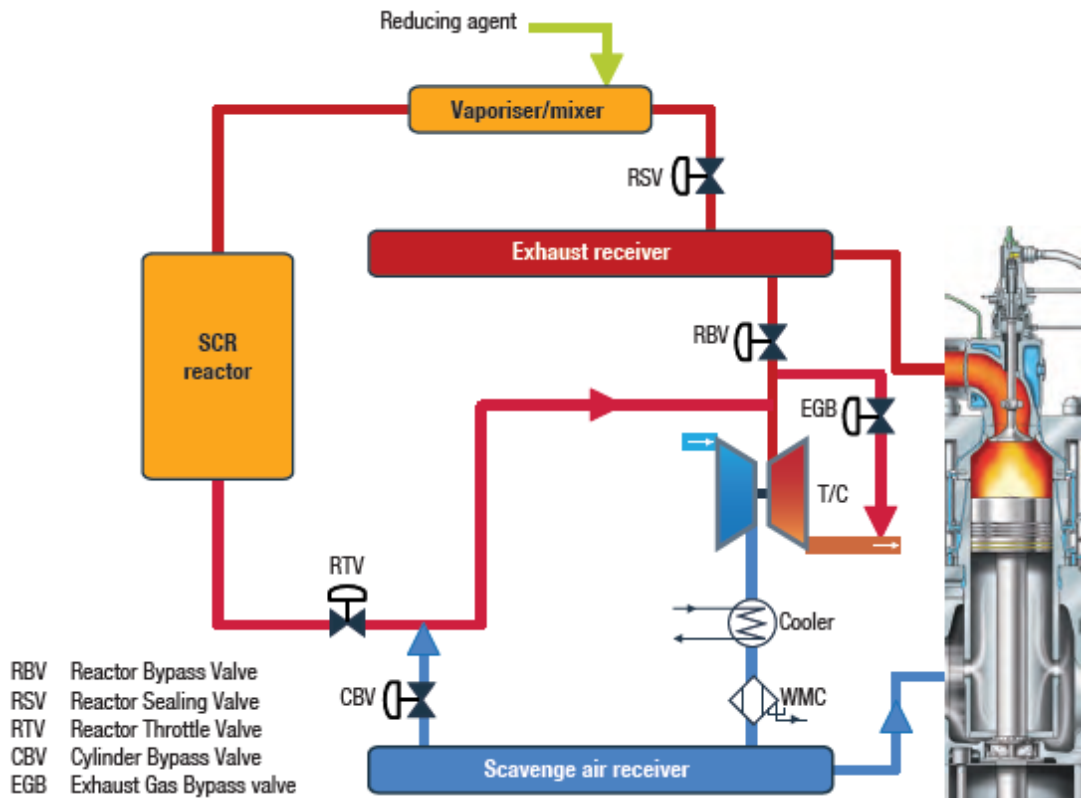 Reducing agent
Vaporiser/mixer
RSV
Exhaust receiver
RBV
SCR
reactor
EGB
T/C
RTV
Cooler
CBV
WMC
Scavenge air receiver
RBV Reactor Bypass Valve
RSV Reactor Sealing Valve
RTV Reactor Throttle Valve
CBV Cylinder Bypass Valve
EGB Exhaust Gas Bypass valve